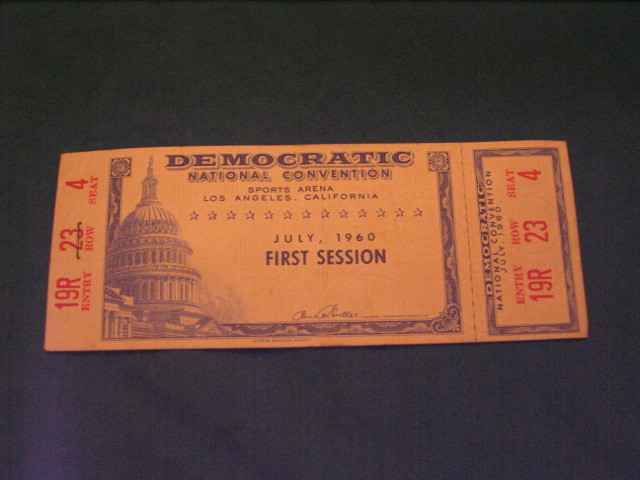 DEMOCRATIC
NATIONAL CONVENTION
SPORTS ARENA
LOS ANGELES, CALIFORNIA
JULY, 1960
FIRST SESSION
19R 23 4
ENTRY ROW SEAT
DEMOCRATIC
NATIONAL CONVENTION
JULY, 1960
ENTRY ROW SEAT
19R 23 4